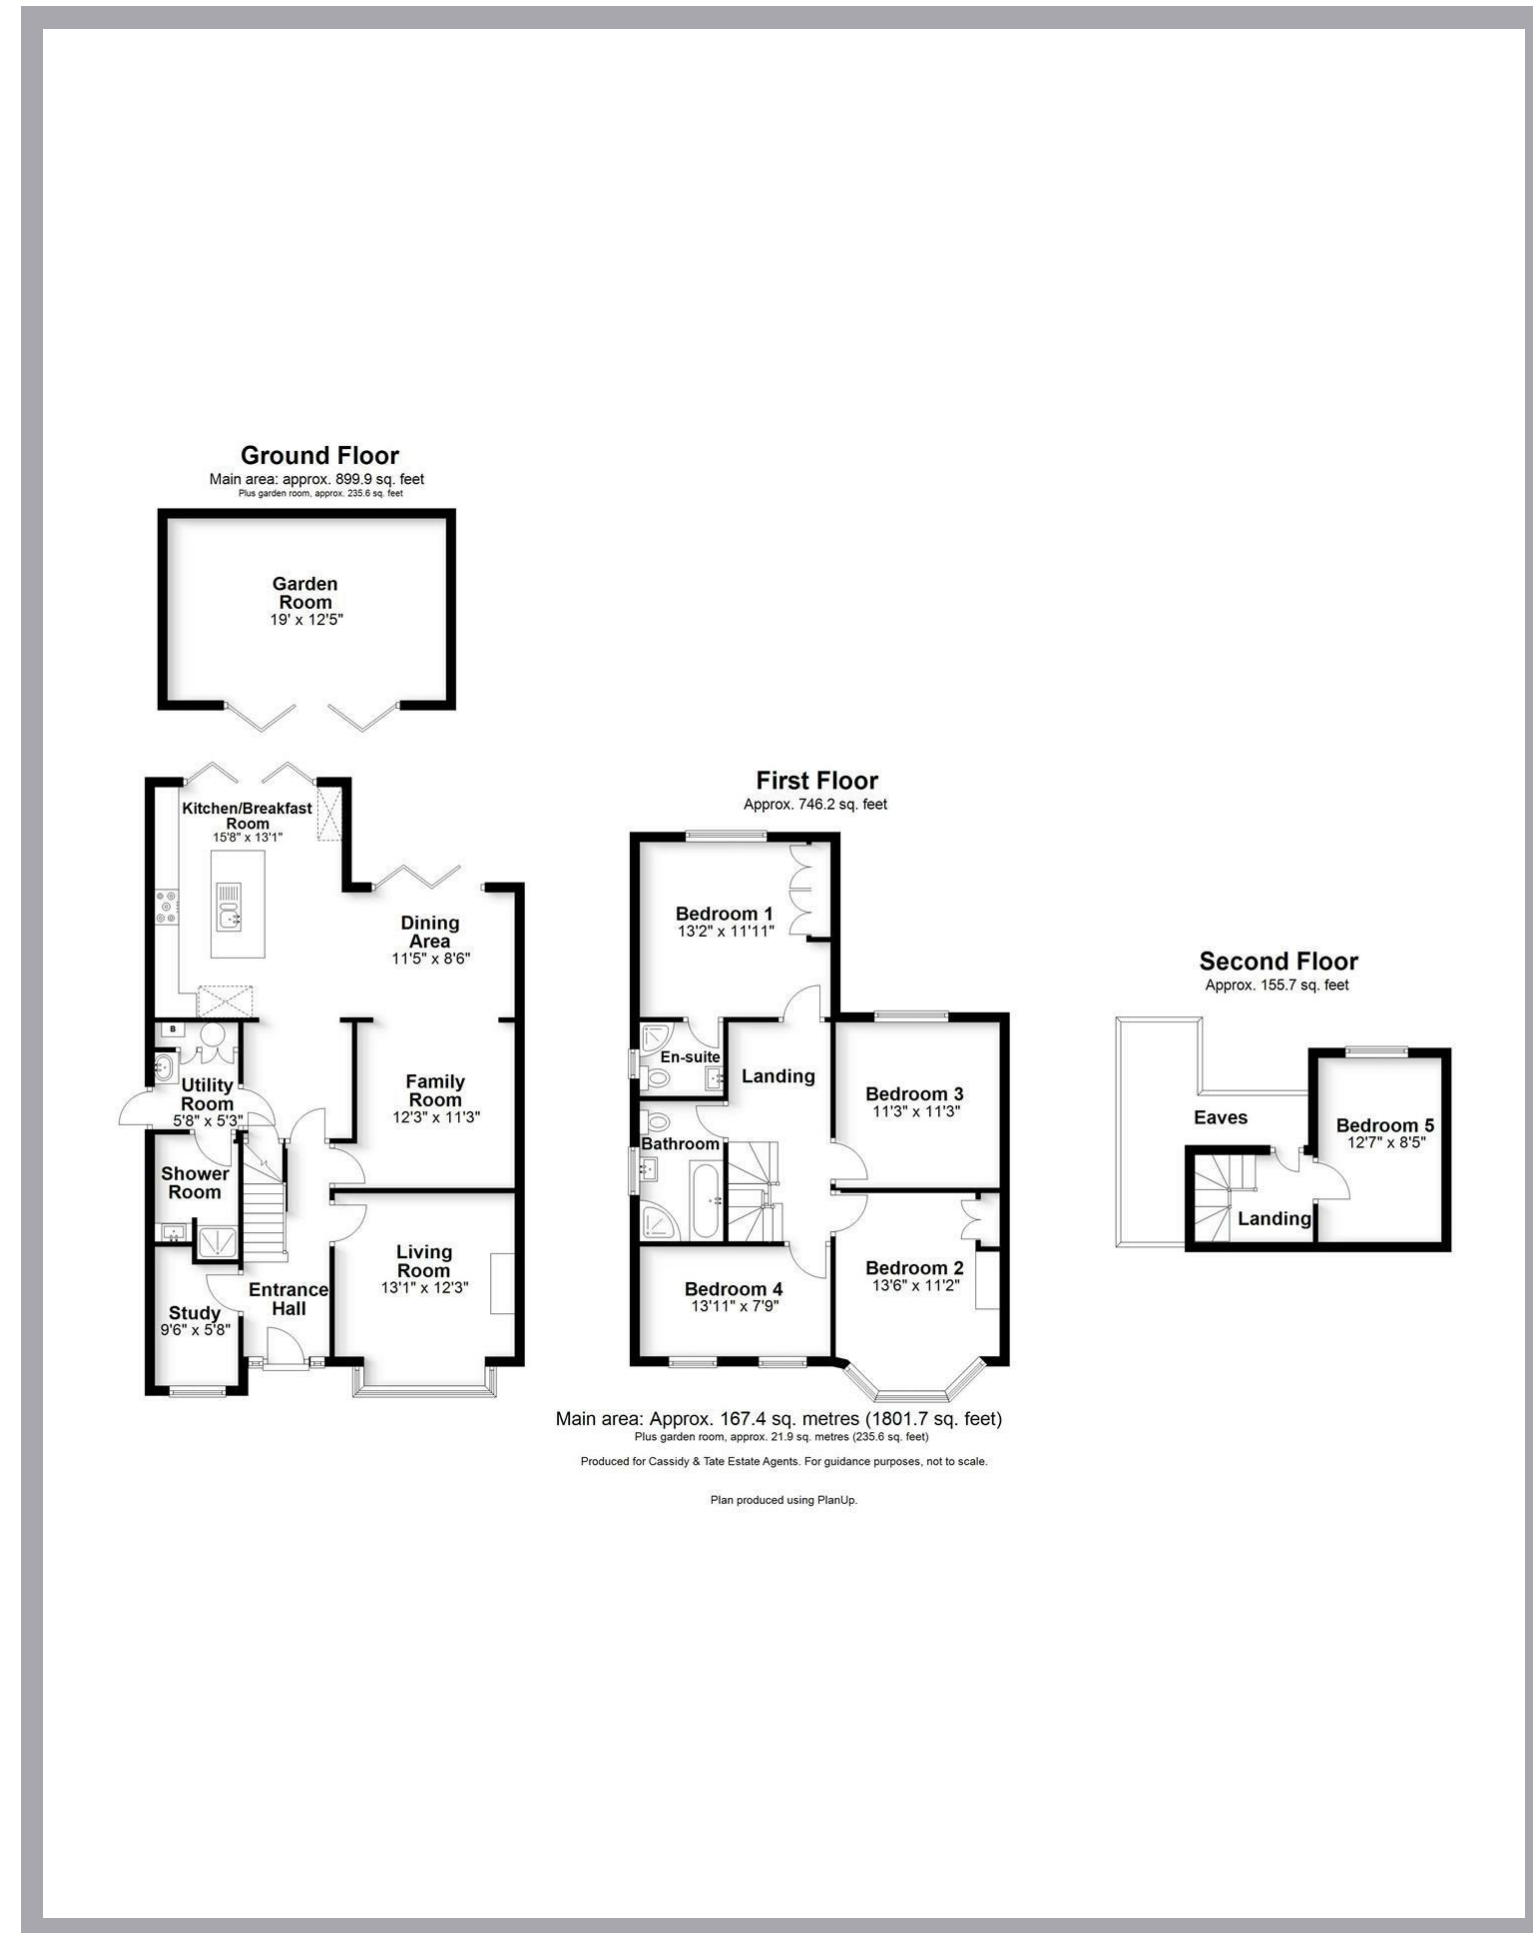 Ground Floor
Main area: approx. 899.9 sq. feet
Plus garden room, approx. 235.6 sq. feet
Garden
Room
19' x 12'5"
Kitchen/Breakfast
Room
15'8" x 13'1"
Dining
Area
11'5" x 8'6"
B
Utility
Room
5'8" x 5'3"
Family
Room
12'3" x 11'3"
Shower
Room
Living
Room
13'1" x 12'3"
Entrance
Hall
Study
9'6" x 5'8"
First Floor
Approx. 746.2 sq. feet
Bedroom 1
13'2" x 11'11"
En-suite
Landing
Bedroom 3
11'3" x 11'3"
Bathroom
Bedroom 2
13'6" x 11'2"
Bedroom 4
13'11" x 7'9"
Second Floor
Approx. 155.7 sq. feet
Eaves
Bedroom 5
12'7" x 8'5"
Landing
Main area: Approx. 167.4 sq. metres (1801.7 sq. feet)
Plus garden room, approx. 21.9 sq. metres (235.6 sq. feet)
Produced for Cassidy & Tate Estate Agents. For guidance purposes, not to scale.
Plan produced using PlanUp.